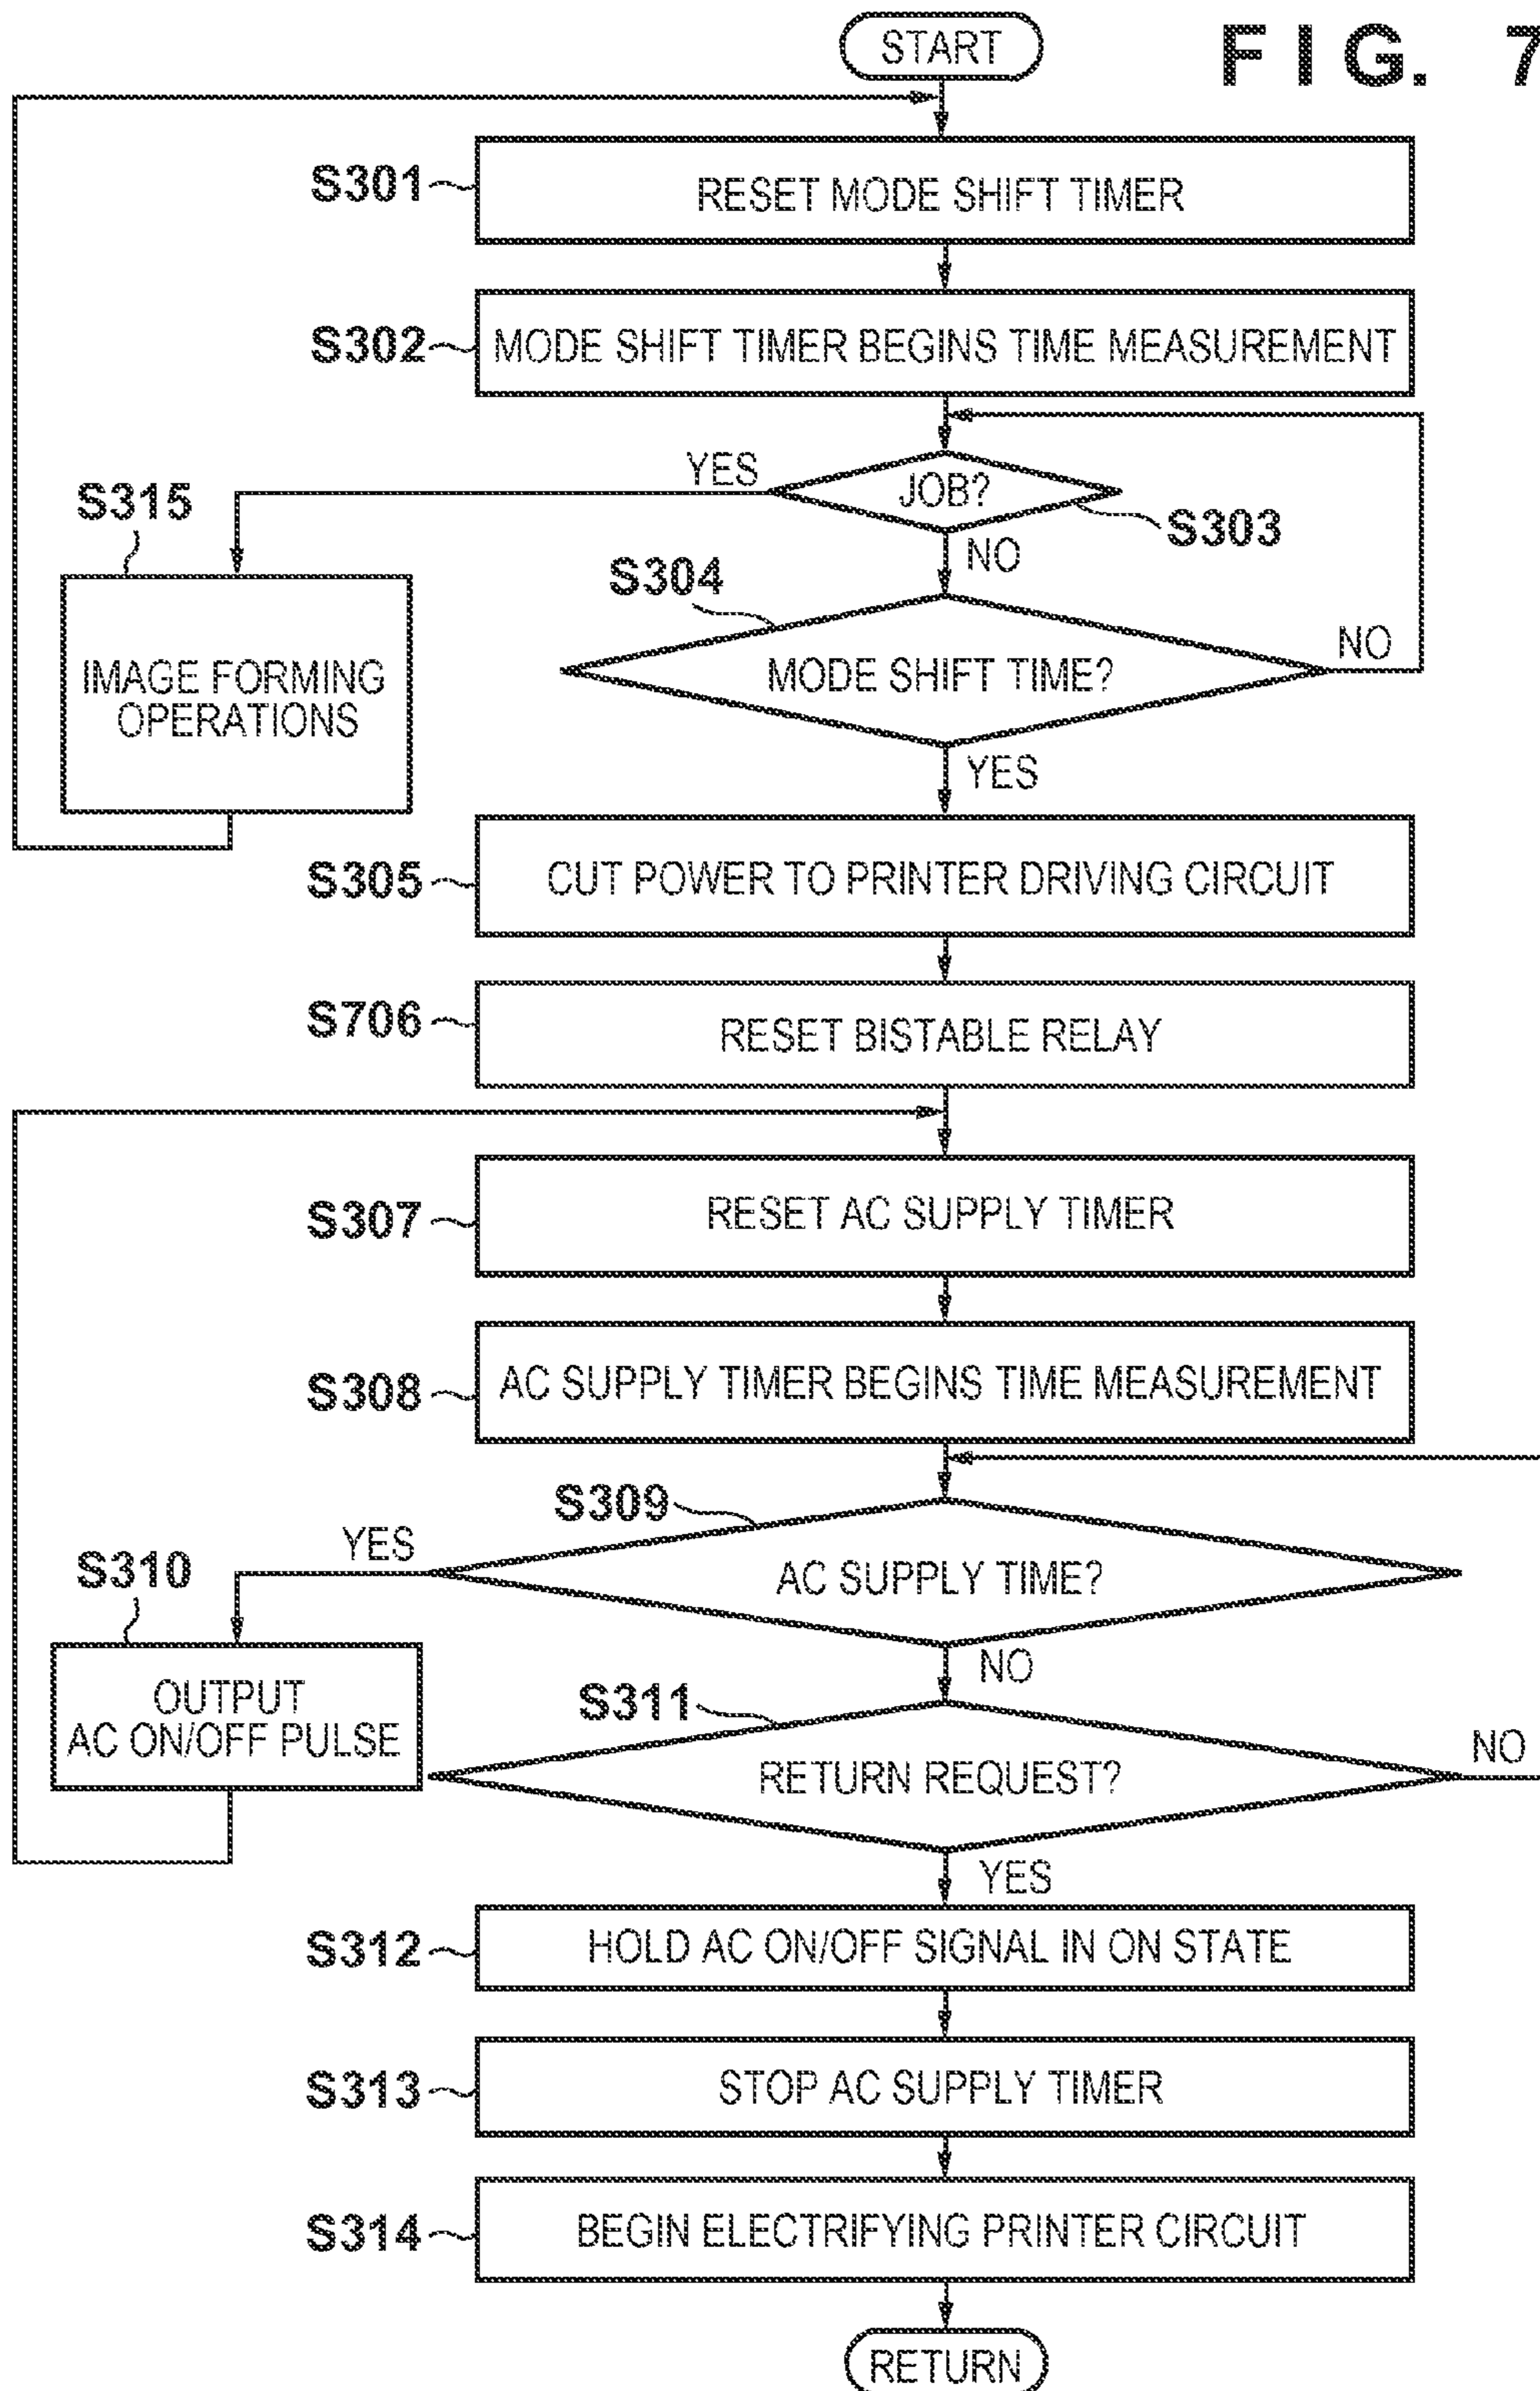 START
FIG. 7
S301
RESET MODE SHIFT TIMER
S302
MODE SHIFT TIMER BEGINS TIME MEASUREMENT
YES
JOB?
S303
S315
NO
S304
IMAGE FORMING
OPERATIONS
MODE SHIFT TIME?
NO
YES
S305
CUT POWER TO PRINTER DRIVING CIRCUIT
S706
RESET BISTABLE RELAY
S307
RESET AC SUPPLY TIMER
S308
AC SUPPLY TIMER BEGINS TIME MEASUREMENT
S309
YES
AC SUPPLY TIME?
S310
NO
OUTPUT
AC ON/OFF PULSE
S311
RETURN REQUEST?
NO
YES
S312
HOLD AC ON/OFF SIGNAL IN ON STATE
S313
STOP AC SUPPLY TIMER
S314
BEGIN ELECTRIFYING PRINTER CIRCUIT
RETURN